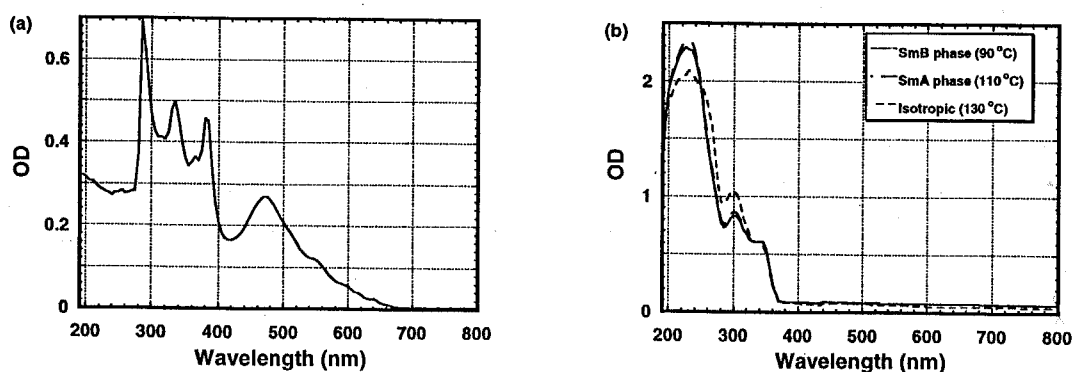 (a)
0.6
0.4
0.2
0
OD
200 300 400 500 600 700 800
Wavelength (nm)
(b)
SmB phase (90 °C)
SmA phase (110 °C)
Isotropic (130 °C)
2
1
0
OD
200 300 400 500 600 700 800
Wavelength (nm)